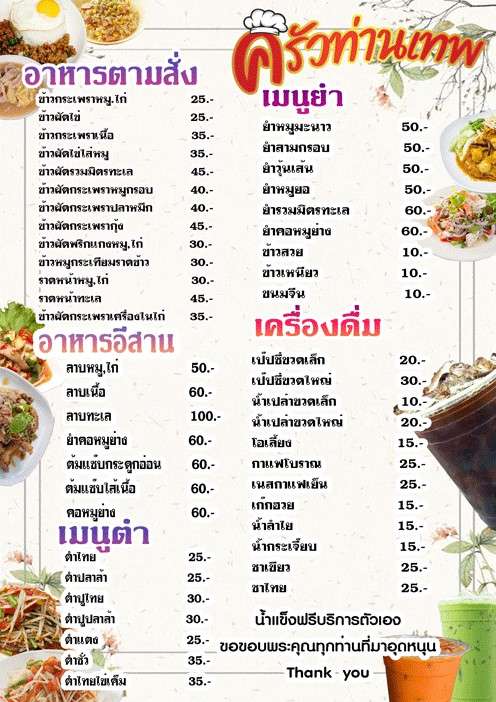 ครัวท่านเทพ
อาหารตามสั่ง
ข้าวกระเพราหมู,ไก่ 25.-
ข้าวผัดไข่ 25.-
ข้าวกระเพราเนื้อ 35.-
ข้าวผัดไข่ไส่หมู 35.-
ข้าวผัดรวมมิตรทะเล 45.-
ข้าวผัดกระเพราหมูกรอบ 40.-
ข้าวผัดกระเพราปลาหมึก 40.-
ข้าวผัดกระเพรากุ้ง 45.-
ข้าวผัดพริกแกงหมู,ไก่ 30.-
ข้าวหมูกระเทียมราดข้าว 30.-
ราดหน้าหมู,ไก่ 30.-
ราดหน้าทะเล 45.-
ข้าวผัดกระเพราเครื่องในไก่ 35.-
อาหารอีสาน
ลาบหมู,ไก่ 50.-
ลาบเนื้อ 60.-
ลาบทะเล 100.-
ยำคอหมูย่าง 60.-
ต้มแซ่บกระดูกอ่อน 60.-
ต้มแซ่บไส้เนื้อ 60.-
คอหมูย่าง 60.-
เมนูตำ
ตำไทย 25.-
ตำปลาล้า 25.-
ตำปูไทย 30.-
ตำปูปลาล้า 30.-
ตำแตง 25.-
ตำซั่ว 35.-
ตำไทยไข่เค็ม 35.-
เมนูยำ
ยำหมูมะนาว 50.-
ยำสามกรอบ 50.-
ยำวุ้นเส้น 50.-
ยำหมูยอ 50.-
ยำรวมมิตรทะเล 60.-
ยำคอหมูย่าง 60.-
ข้าวสวย 10.-
ข้าวเหนียว 10.-
ขนมจีน 10.-
เครื่องดื่ม
เป๊ปซี่ขวดเล็ก 20.-
เป๊ปซี่ขวดใหญ่ 30.-
น้ำเปล่าขวดเล็ก 10.-
น้ำเปล่าขวดใหญ่ 20.-
โอเลี้ยง 15.-
กาแฟโบราณ 25.-
เนสกาแฟเย็น 25.-
เก๊กฮวย 15.-
น้ำลำไย 15.-
น้ำกระเจี๊ยบ 15.-
ชาเขียว 25.-
ชาไทย 25.-
น้ำแข็งฟรีบริการตัวเอง
ขอขอบพระคุณทุกท่านที่มาอุดหนุน
Thank you